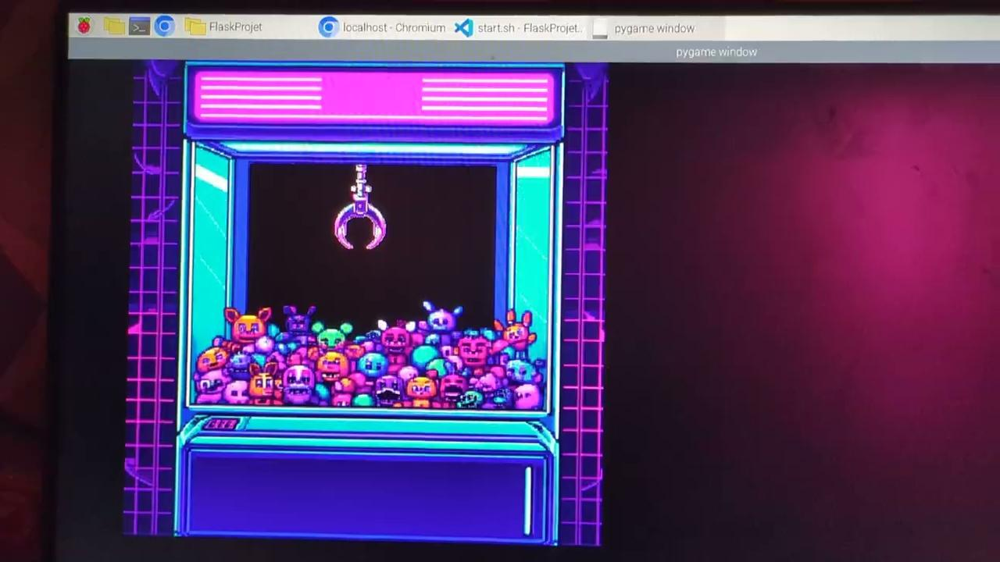 FlaskProjet
localhost - Chromium
start.sh - FlaskProjet..
pygame window
pygame window